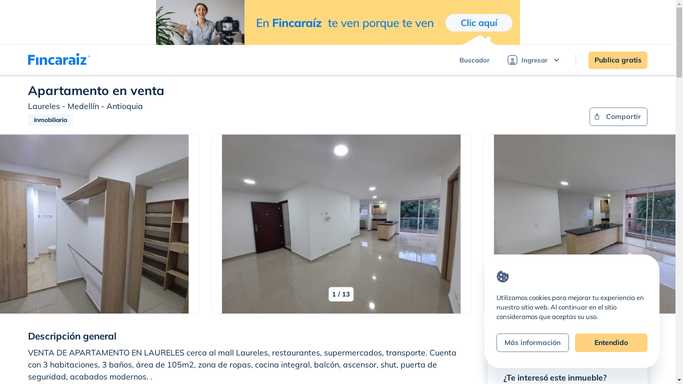 En Fincaraíz te ven porque te ven
Clic aquí
Fincaraíz
Buscador
Ingresar
Publica gratis
Apartamento en venta
Laureles - Medellín - Antioquia
Inmobiliaria
Compartir
1 / 13
Utilizamos cookies para mejorar tu experiencia en
nuestro sitio web. Al continuar en el sitio
consideramos que aceptas su uso.
Más información
Entendido
Descripción general
VENTA DE APARTAMENTO EN LAURELES cerca al mall Laureles, restaurantes, supermercados, transporte. Cuenta
con 3 habitaciones, 3 baños, área de 105m2, zona de ropas, cocina integral, balcón, ascensor, shut, puerta de
seguridad, acabados modernos. .
¿Te interesó este inmueble?